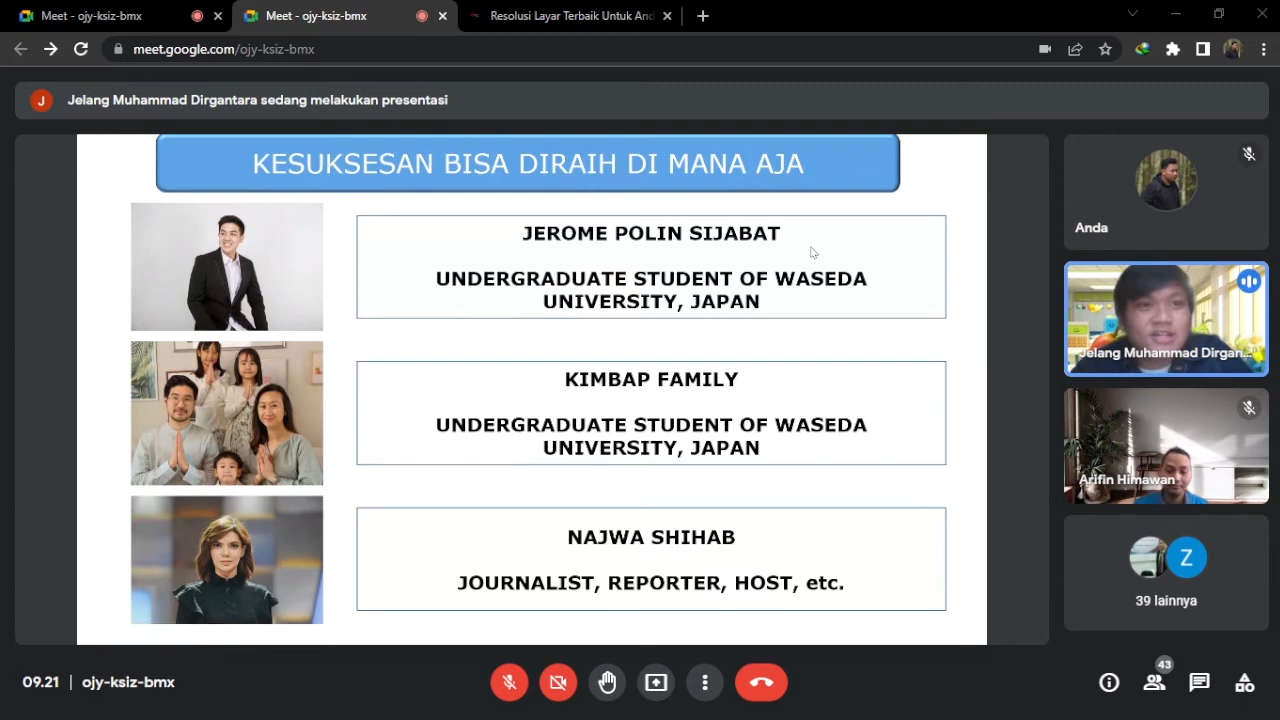 Meet - ojy-ksiz-bmx
Meet - ojy-ksiz-bmx
Resolusi Layar Terbaik Untuk And
meet.google.com/ojy-ksiz-bmx
J
Jelang Muhammad Dirgantara sedang melakukan presentasi
KESUKSESAN BISA DIRAIH DI MANA AJA
JEROME POLIN SIJABAT
UNDERGRADUATE STUDENT OF WASEDA
UNIVERSITY, JAPAN
KIMBAP FAMILY
UNDERGRADUATE STUDENT OF WASEDA
UNIVERSITY, JAPAN
NAJWA SHIHAB
JOURNALIST, REPORTER, HOST, etc.
Anda
Jelang Muhammad Dirgan...
Arifin Himawan
Z
39 lainnya
09.21 | ojy-ksiz-bmx
43